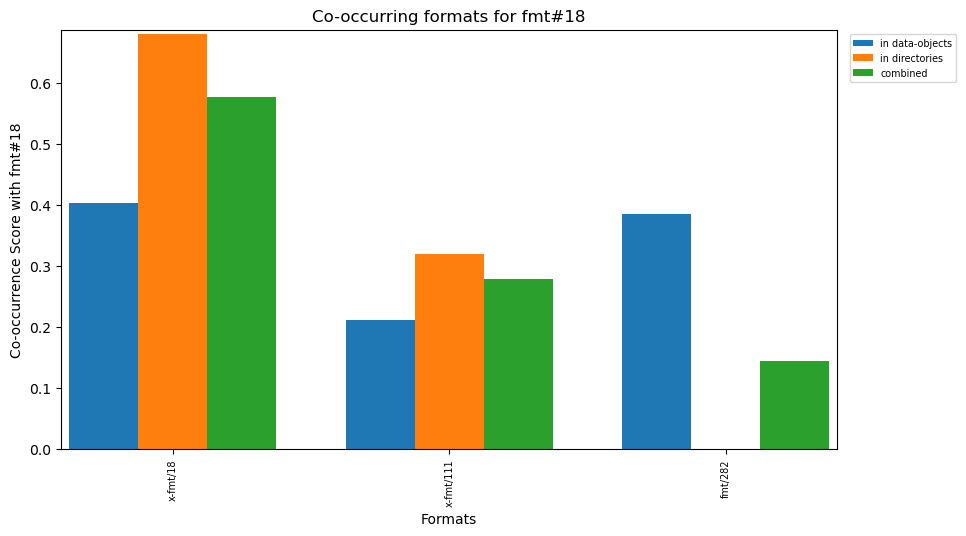 Co-occurring formats for fmt#18
in data-objects
in directories
combined
Co-occurrence Score with fmt#18
0.6
0.5
0.4
0.3
0.2
0.1
0.0
x-fmt/18
x-fmt/111
fmt/282
Formats